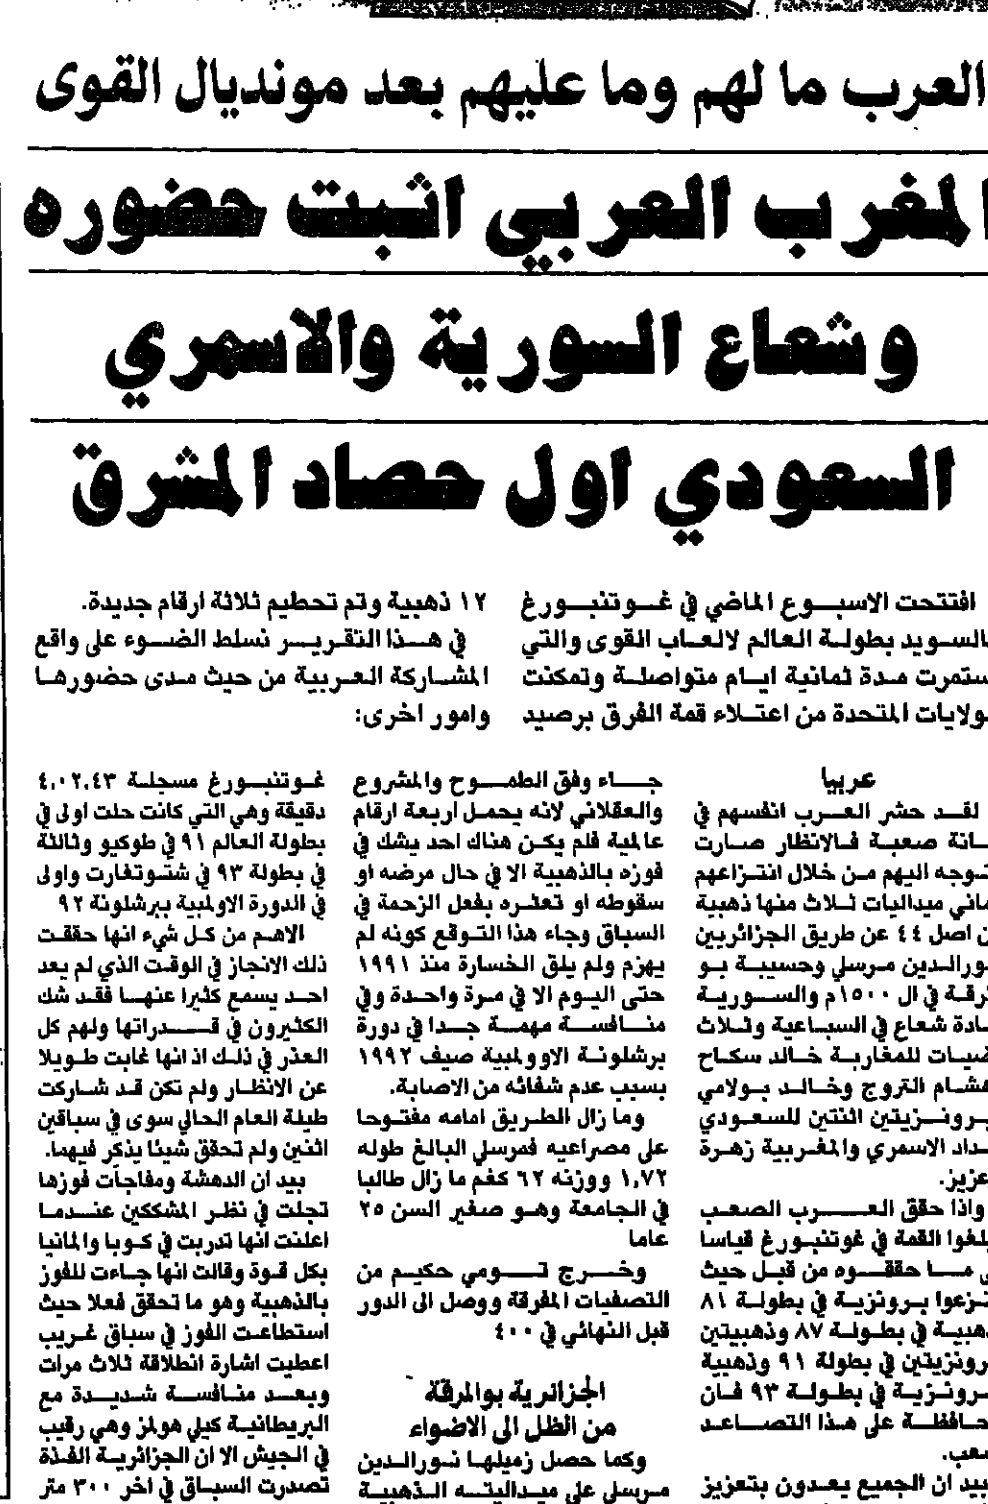 العرب ما لهم وما عليهم بعد مونديال القوى
المغرب العربي اثبت حضوره
وشعاع السورية والاسمري
السعودي اول حصاد المشرق
افتتحت الاسبوع الماضي في غوتنبورغ
بالسويد بطولة العالم لالعاب القوى والتي
ستمرت مدة ثمانية ايام متواصلة وتمكنت
ولايات المتحدة من اعتلاء قمة الفرق برصيد
١٢ ذهبية وتم تحطيم ثلاثة ارقام جديدة.
في هذا التقرير نسلط الضوء على واقع
المشاركة العربية من حيث مدى حضورها
وامور اخرى:
عربيا
لقد حشر العرب انفسهم في
ـانة صعبة فالانظار صارت
توجه اليهم من خلال انتزاعهم
ماني ميداليات ثلاث منها ذهبية
ن اصل ٤٤ عن طريق الجزائريين
ورالدين مرسلي وحسيبة بو
رقة في ال ١٥٠٠م والسورية
ادة شعاع في السباعية وثلاث
ضيات للمغاربة خالد سكاح
هشام الكروج وخالد بولامي
برونزيتين اثنتين للسعودي
داد الاسمري والمغربية زهرة
عزيز.
واذا حقق العرب الصعب
بلغوا القمة في غوتنبورغ قياسا
ى ما حققوه من قبل حيث
تزعوا برونزية في بطولة ٨١
ذهبية في بطولة ٨٧ وذهبيتين
رونزيتين في بطولة ٩١ وذهبية
رونزية في بطولة ٩٣ فان
حافظة على هذا التصاعد
صعب.
بيد ان الجميع يعدون بتعزيز
جاء وفق الطموح والمشروع
والعقلاني لانه يحمل اربعة ارقام
عالمية فلم يكن هناك احد يشك في
فوزه بالذهبية الا في حال مرضه او
سقوطه او تعثره بفعل الزحمة في
السباق وجاء هذا التوقع كونه لم
يهزم ولم يلق الخسارة منذ ١٩٩١
حتى اليوم الا في مرة واحدة وفي
منافسة مهمة جدا في دورة
برشلونة الاوولمبية صيف ١٩٩٢
بسبب عدم شفائه من الاصابة.
وما زال الطريق امامه مفتوحا
على مصراعيه فمرسلي البالغ طوله
١,٧٢ ووزنه ٦٢ كغم ما زال طالبا
في الجامعة وهو صغير السن ٢٥
عاما
وخرج تومي حكيم من
التصفيات المفرقة ووصل الى الدور
قبل النهائي في ٤٠٠
الجزائرية بوالمرقة
من الظل الى الاضواء
وكما حصل زميلها نورالدين
مرسلي على ميداليته الذهبية
غوتنبورغ مسجلة ٤,٠٢,٤٣
دقيقة وهي التي كانت حلت اولى في
بطولة العالم ٩١ في طوكيو وثالثة
في بطولة ٩٣ في شتوتغارت واولى
في الدورة الاولمبية ببرشلونة ٩٢
الاهم من كل شيء انها حققت
ذلك الانجاز في الوقت الذي لم يعد
احد يسمع كثيرا عنها فقد شك
الكثيرون في قدراتها ولهم كل
العذر في ذلك اذ انها غابت طويلا
عن الانظار ولم تكن قد شاركت
طيلة العام الحالي سوى في سباقين
اثنين ولم تحقق شيئا يذكر فيهما.
بيد ان الدهشة ومفاجآت فوزها
تجلت في نظر المشككين عندما
اعلنت انها تدربت في كوبا والمانيا
بكل قوة وقالت انها جاءت للفوز
بالذهبية وهو ما تحقق فعلا حيث
استطاعت الفوز في سباق غريب
اعطيت اشارة انطلاقة ثلاث مرات
وبعد منافسة شديدة مع
البريطانية كيلي هولمز وهي رقيب
في الجيش الا ان الجزائرية الفذة
تصدرت السباق في اخر ٣٠٠ متر